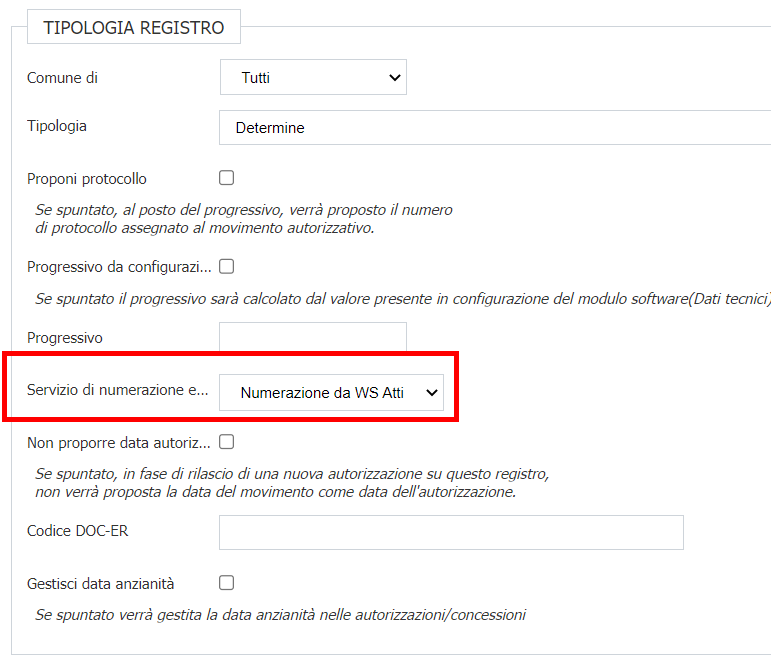 TIPOLOGIA REGISTRO
Comune di
Tutti
Tipologia
Determine
Proponi protocollo
Se spuntato, al posto del progressivo, verrà proposto il numero
di protocollo assegnato al movimento autorizzativo.
Progressivo da configurazi...
Se spuntato il progressivo sarà calcolato dal valore presente in configurazione del modulo software(Dati tecnici)
Progressivo
Servizio di numerazione e...
Numerazione da WS Atti
Non proporre data autoriz...
Se spuntato, in fase di rilascio di una nuova autorizzazione su questo registro,
non verrà proposta la data del movimento come data dell'autorizzazione.
Codice DOC-ER
Gestisci data anzianità
Se spuntato verrà gestita la data anzianità nelle autorizzazioni/concessioni